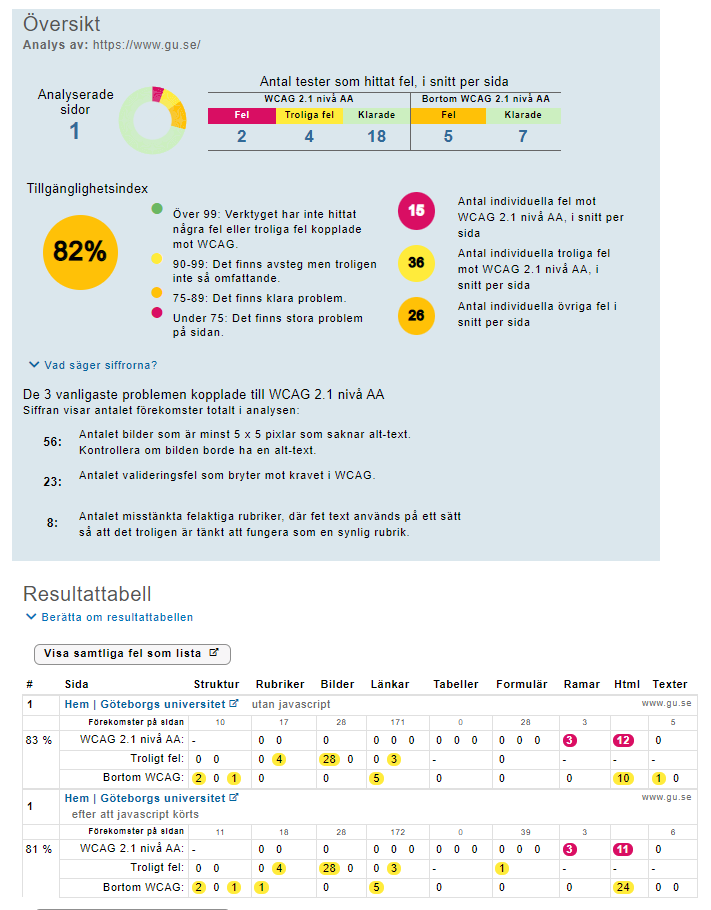 Översikt
Analys av: https://www.gu.se/
Analyserade sidor
1
Antal tester som hittat fel, i snitt per sida
WCAG 2.1 nivå AA Bortom WCAG 2.1 nivå AA
Fel Troliga fel Klarade Fel Klarade
2 4 18 5 7
Tillgänglighetsindex
82%
Över 99: Verktyget har inte hittat
några fel eller troliga fel kopplade
mot WCAG.
90-99: Det finns avsteg men troligen
inte så omfattande.
75-89: Det finns klara problem.
Under 75: Det finns stora problem
på sidan.
15
Antal individuella fel mot
WCAG 2.1 nivå AA, i snitt per
sida
36
Antal individuella troliga fel
mot WCAG 2.1 nivå AA, i
snitt per sida
26
Antal individuella övriga fel i
snitt per sida
Vad säger siffrorna?
De 3 vanligaste problemen kopplade till WCAG 2.1 nivå AA
Siffran visar antalet förekomster totalt i analysen:
56: Antalet bilder som är minst 5 x 5 pixlar som saknar alt-text.
Kontrollera om bilden borde ha en alt-text.
23: Antalet valideringsfel som bryter mot kravet i WCAG.
8: Antalet misstänkta felaktiga rubriker, där fet text används på ett sätt
så att det troligen är tänkt att fungera som en synlig rubrik.
Resultattabell
Berätta om resultattabellen
Visa samtliga fel som lista
# Sida Struktur Rubriker Bilder Länkar Tabeller Formulär Ramar Html Texter
1 Hem | Göteborgs universitet utan javascript www.gu.se
Förekomster på sidan 10 17 28 171 0 28 3 5
83 % WCAG 2.1 nivå AA: - 0 0 0 0 0 0 0 0 0 0 0 0 3 12 0
Troligt fel: 0 0 0 4 28 0 0 3 - 0 - - -
Bortom WCAG: 2 0 1 0 0 5 0 0 0 10 1 0
1 Hem | Göteborgs universitet www.gu.se
efter att javascript körts
Förekomster på sidan 11 18 28 172 0 39 3 6
81 % WCAG 2.1 nivå AA: - 0 0 0 0 0 0 0 0 0 0 0 0 3 11 0
Troligt fel: 0 0 0 4 28 0 0 3 - 1 - - -
Bortom WCAG: 2 0 1 1 0 5 0 0 0 24 0 0